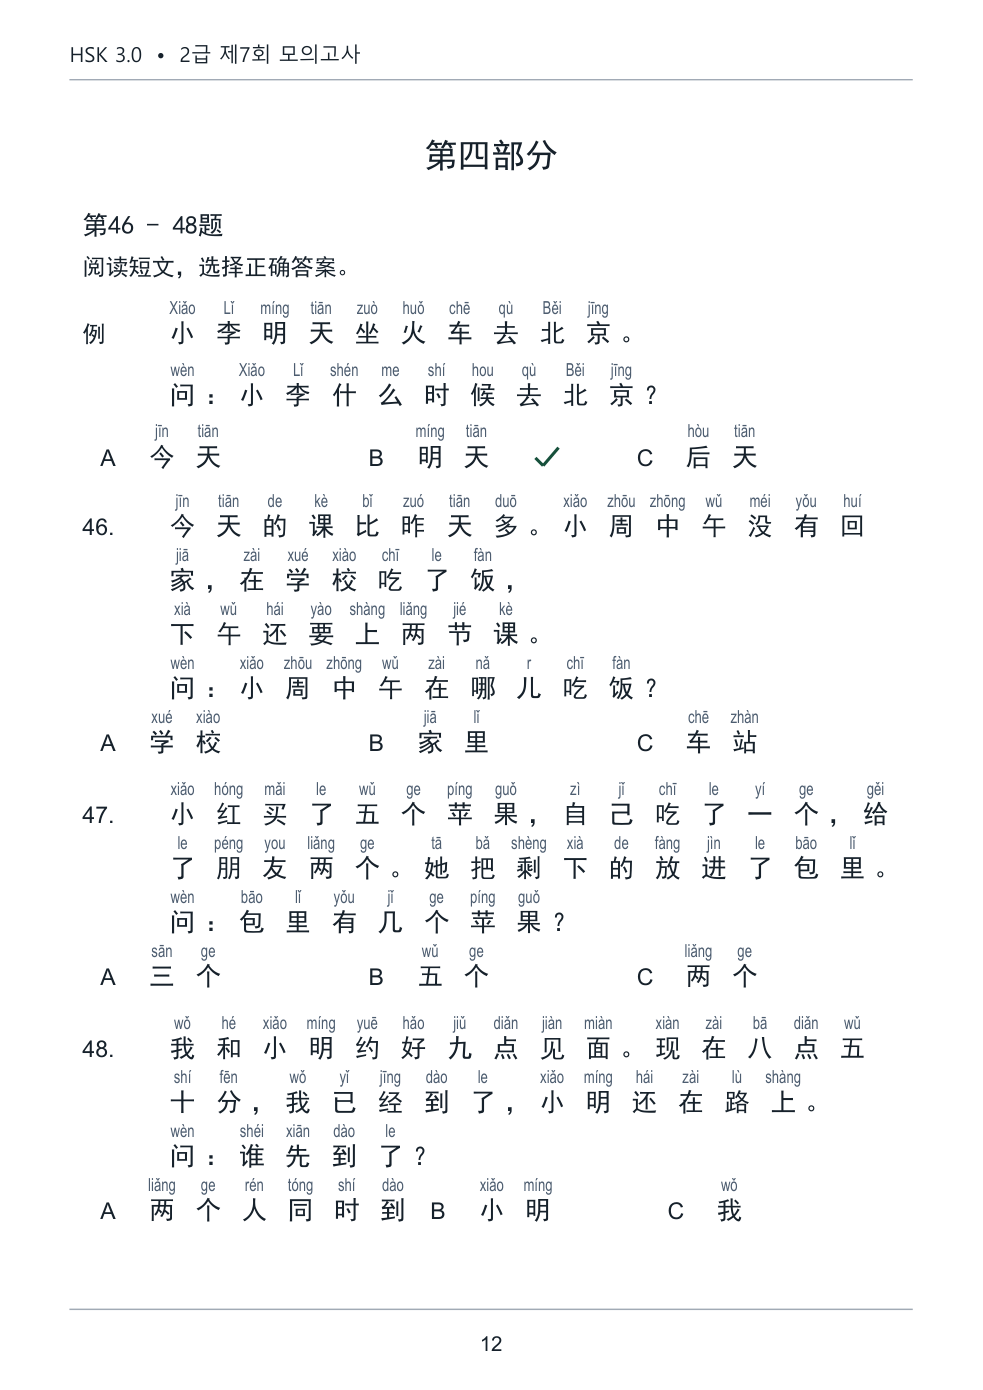 HSK 3.0 • 2급 제7회 모의고사
第四部分
第46 – 48题
阅读短文，选择正确答案。
Xiǎo Lǐ míng tiān zuò huǒ chē qù Běi jīng
例 小李明天坐火车去北京。
wèn Xiǎo Lǐ shén me shí hou qù Běi jīng
问：小李什么时候去北京？
jīn tiān míng tiān hòu tiān
A 今天 B 明天 ✓ C 后天
jīn tiān de kè bǐ zuó tiān duō xiǎo zhōu zhōng wǔ méi yǒu huí
46. 今天的课比昨天多。小周中午没有回
jiā zài xué xiào chī le fàn
家，在学校吃了饭，
xià wǔ hái yào shàng liǎng jié kè
下午还要上两节课。
wèn xiǎo zhōu zhōng wǔ zài nǎ r chī fàn
问：小周中午在哪儿吃饭？
xué xiào jiā lǐ chē zhàn
A 学校 B 家里 C 车站
xiǎo hóng mǎi le wǔ ge píng guǒ zì jǐ chī le yí ge gěi
47. 小红买了五个苹果，自己吃了一个，给
le péng you liǎng ge tā bǎ shèng xià de fàng jìn le bāo lǐ
了朋友两个。她把剩下的放进了包里。
wèn bāo lǐ yǒu jǐ ge píng guǒ
问：包里有几个苹果？
sān ge wǔ ge liǎng ge
A 三个 B 五个 C 两个
wǒ hé xiǎo míng yuē hǎo jiǔ diǎn jiàn miàn xiàn zài bā diǎn wǔ
48. 我和小明约好九点见面。现在八点五
shí fēn wǒ yǐ jīng dào le xiǎo míng hái zài lù shàng
十分，我已经到了，小明还在路上。
wèn shéi xiān dào le
问：谁先到了？
liǎng ge rén tóng shí dào xiǎo míng wǒ
A 两个人同时到 B 小明 C 我
12